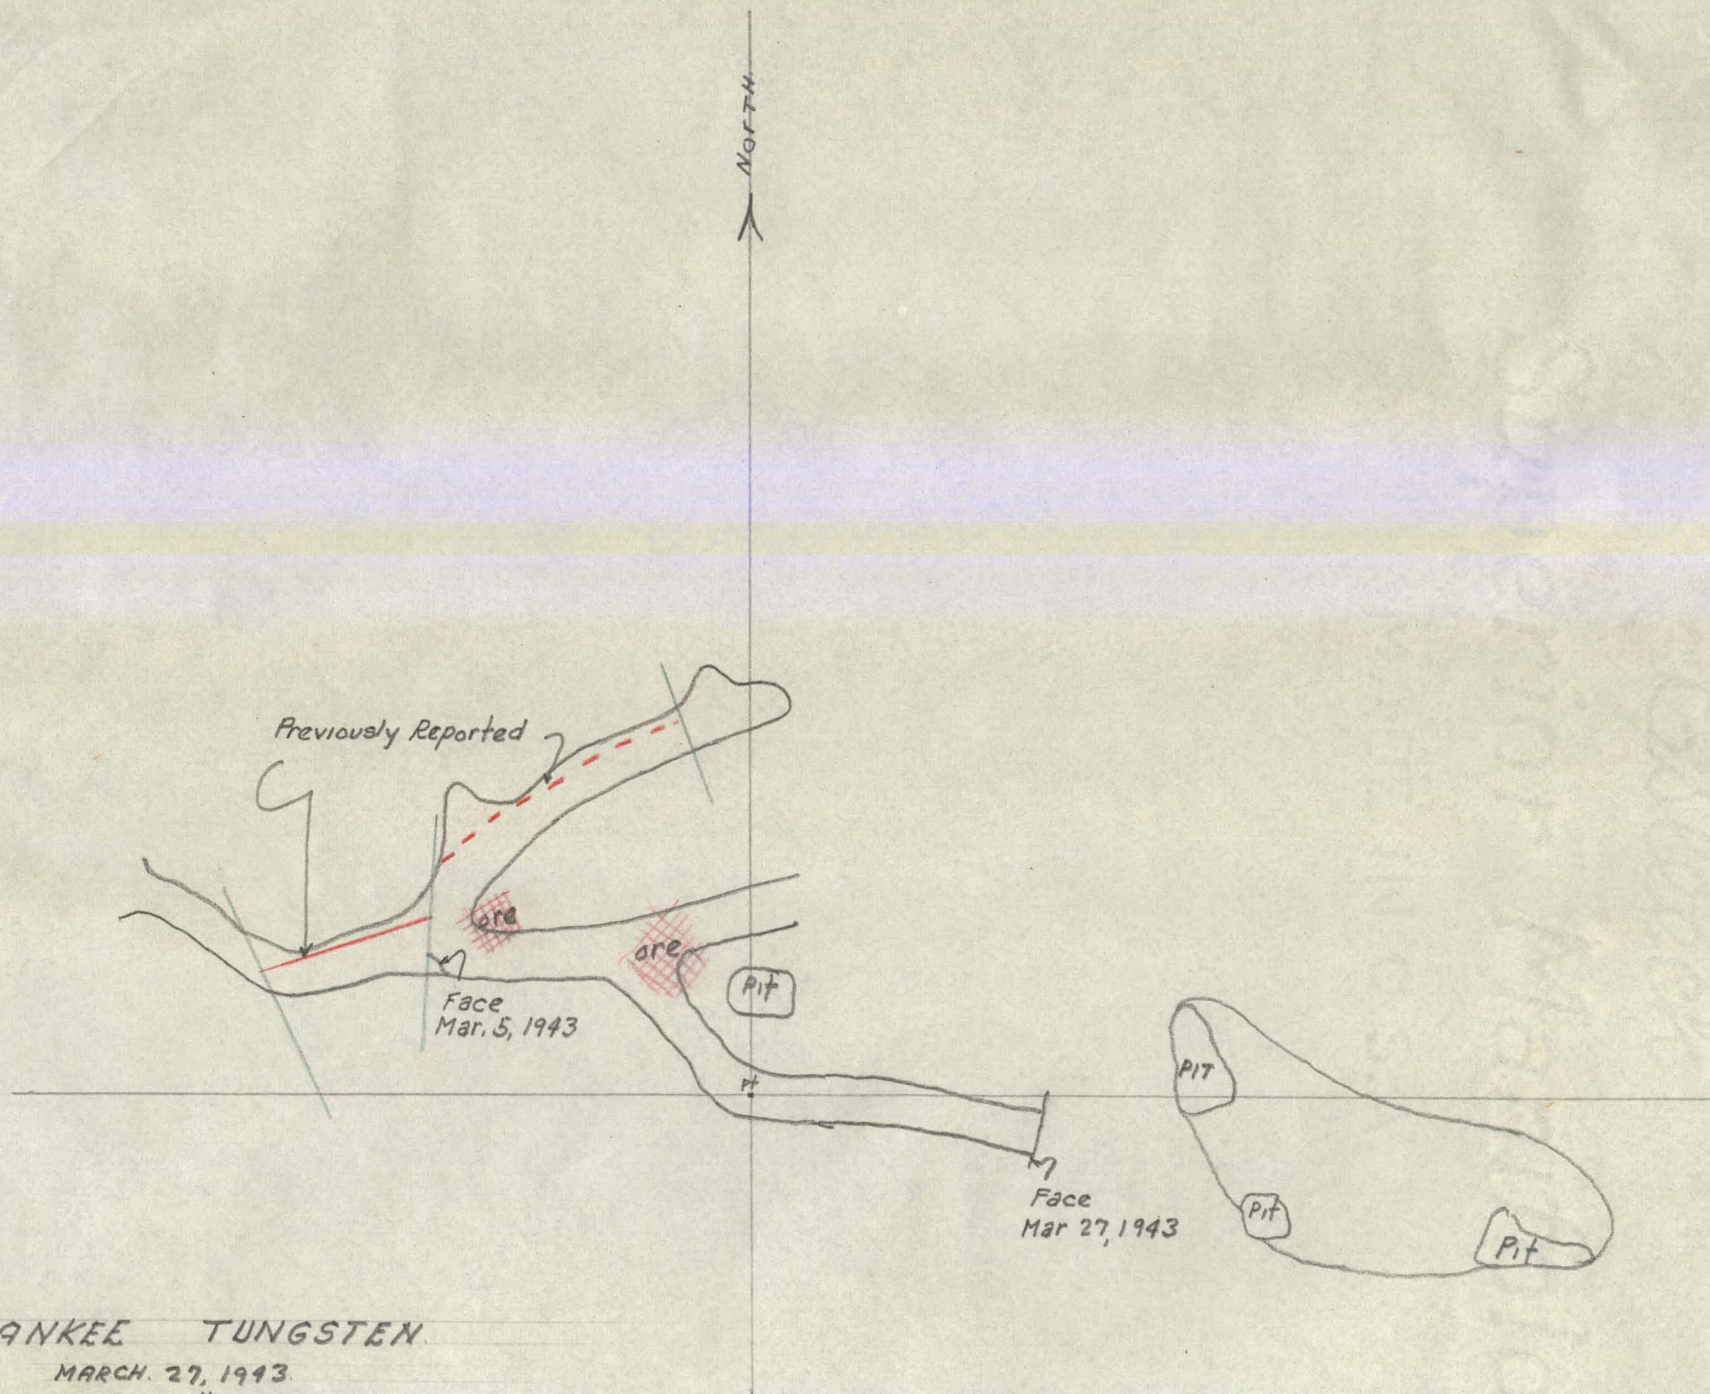 NORTH
Previously Reported
ore
ore
Pit
Face
Mar. 5, 1943
PIT
Face
Mar 27, 1943
Pit
Pit
ANKEE TUNGSTEN
MARCH. 27, 1943